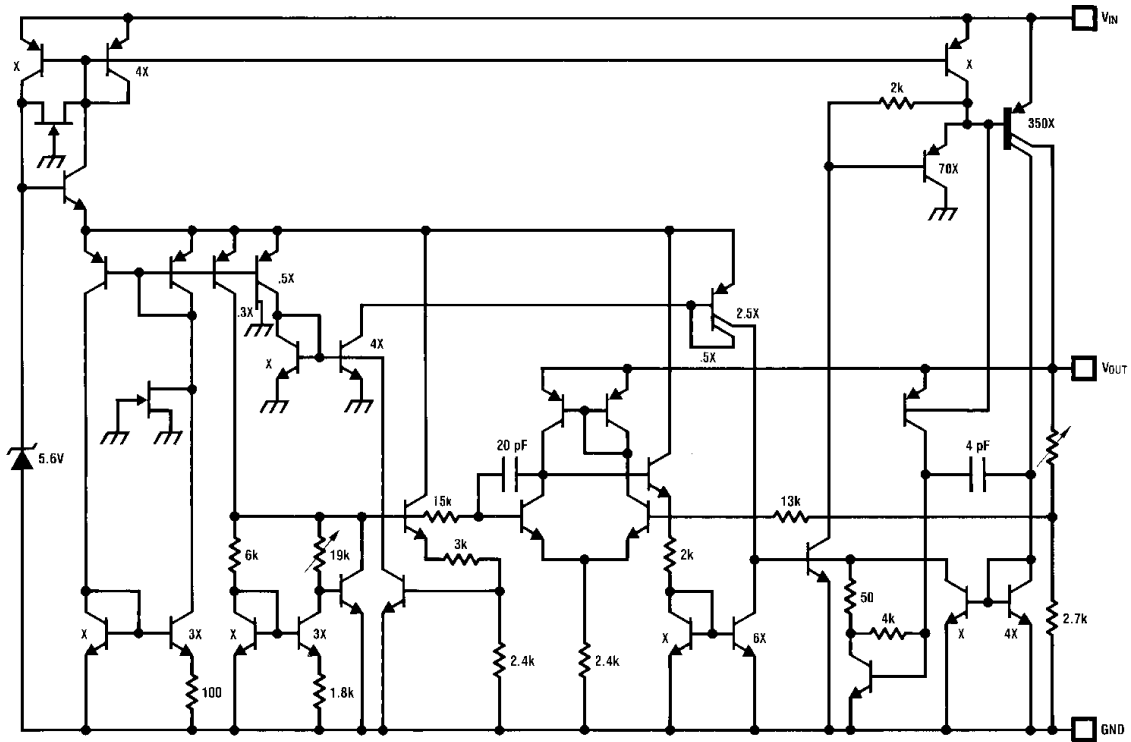 VIN
X
4X
2k
X
350X
70X
.5X
.3X
X
4X
2.5X
.5X
VOUT
5.6V
20 pF
4 pF
15k
13k
6k
19k
3k
2k
50
4k
X
3X
X
3X
X
6X
X
4X
2.7k
100
1.8k
2.4k
2.4k
GND